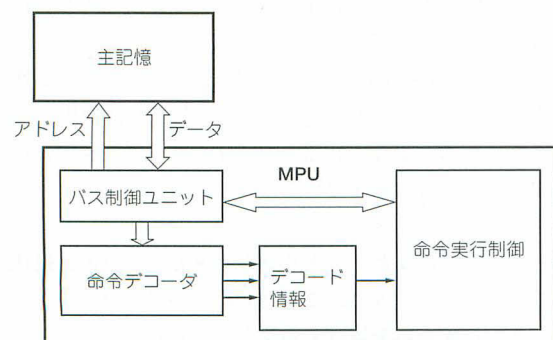 主記憶
アドレス
データ
MPU
バス制御ユニット
命令実行制御
命令デコーダ
デコード
情報